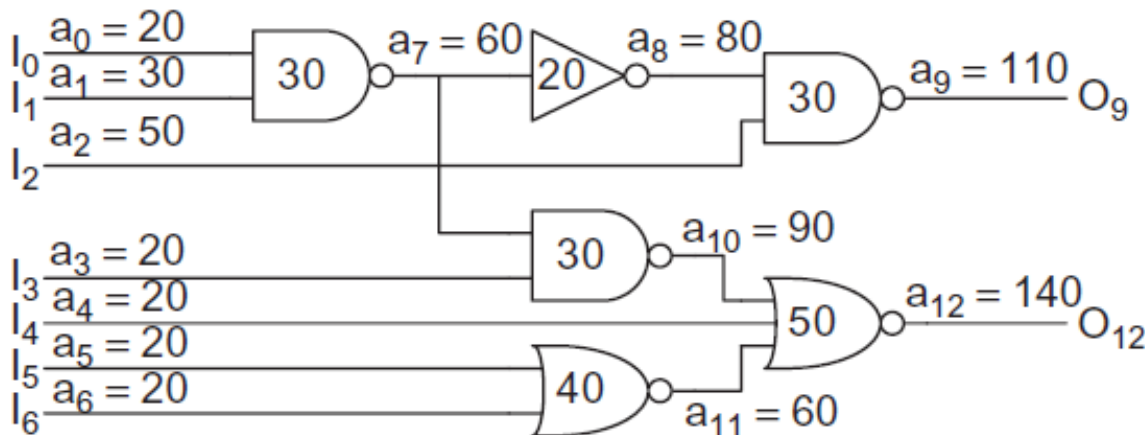 I₀ a₀ = 20
I₁ a₁ = 30
30
a₇ = 60
20
a₈ = 80
30
a₉ = 110
O₉
I₂ a₂ = 50
I₃ a₃ = 20
30
a₁₀ = 90
I₄ a₄ = 20
50
a₁₂ = 140
O₁₂
I₅ a₅ = 20
I₆ a₆ = 20
40
a₁₁ = 60